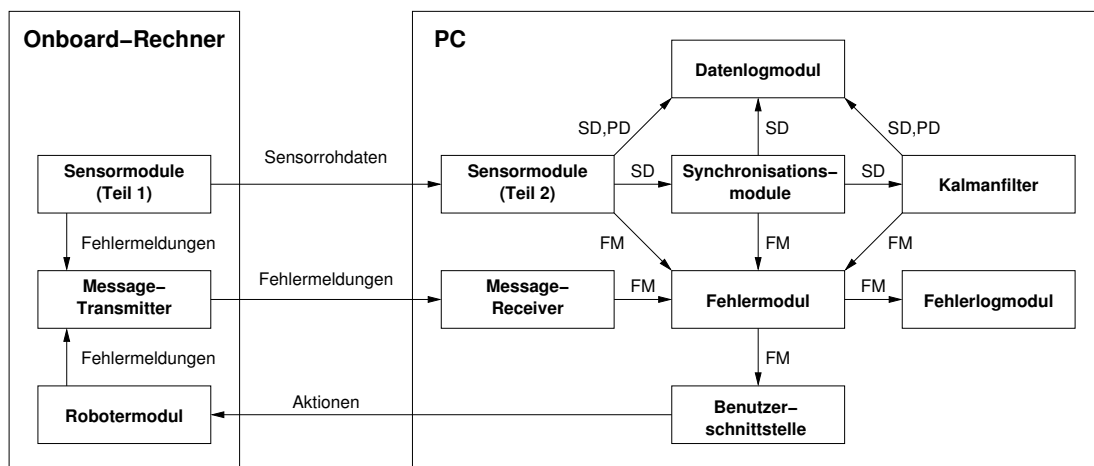 Onboard–Rechner
PC
Datenlogmodul
SD,PD
SD
SD,PD
Sensorrohdaten
Sensormodule
(Teil 1)
Sensormodule
(Teil 2)
SD
Synchronisations–
module
SD
Kalmanfilter
Fehlermeldungen
FM
FM
FM
Message–
Transmitter
Fehlermeldungen
Message–
Receiver
FM
Fehlermodul
FM
Fehlerlogmodul
Fehlermeldungen
FM
Robotermodul
Aktionen
Benutzer–
schnittstelle